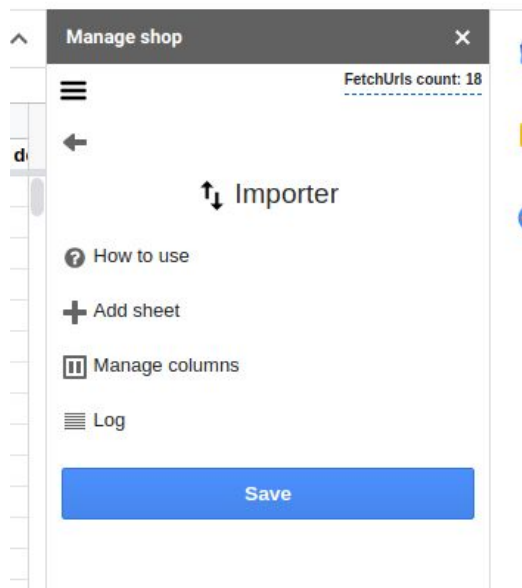 Manage shop
FetchUrls count: 18
Importer
How to use
Add sheet
Manage columns
Log
Save